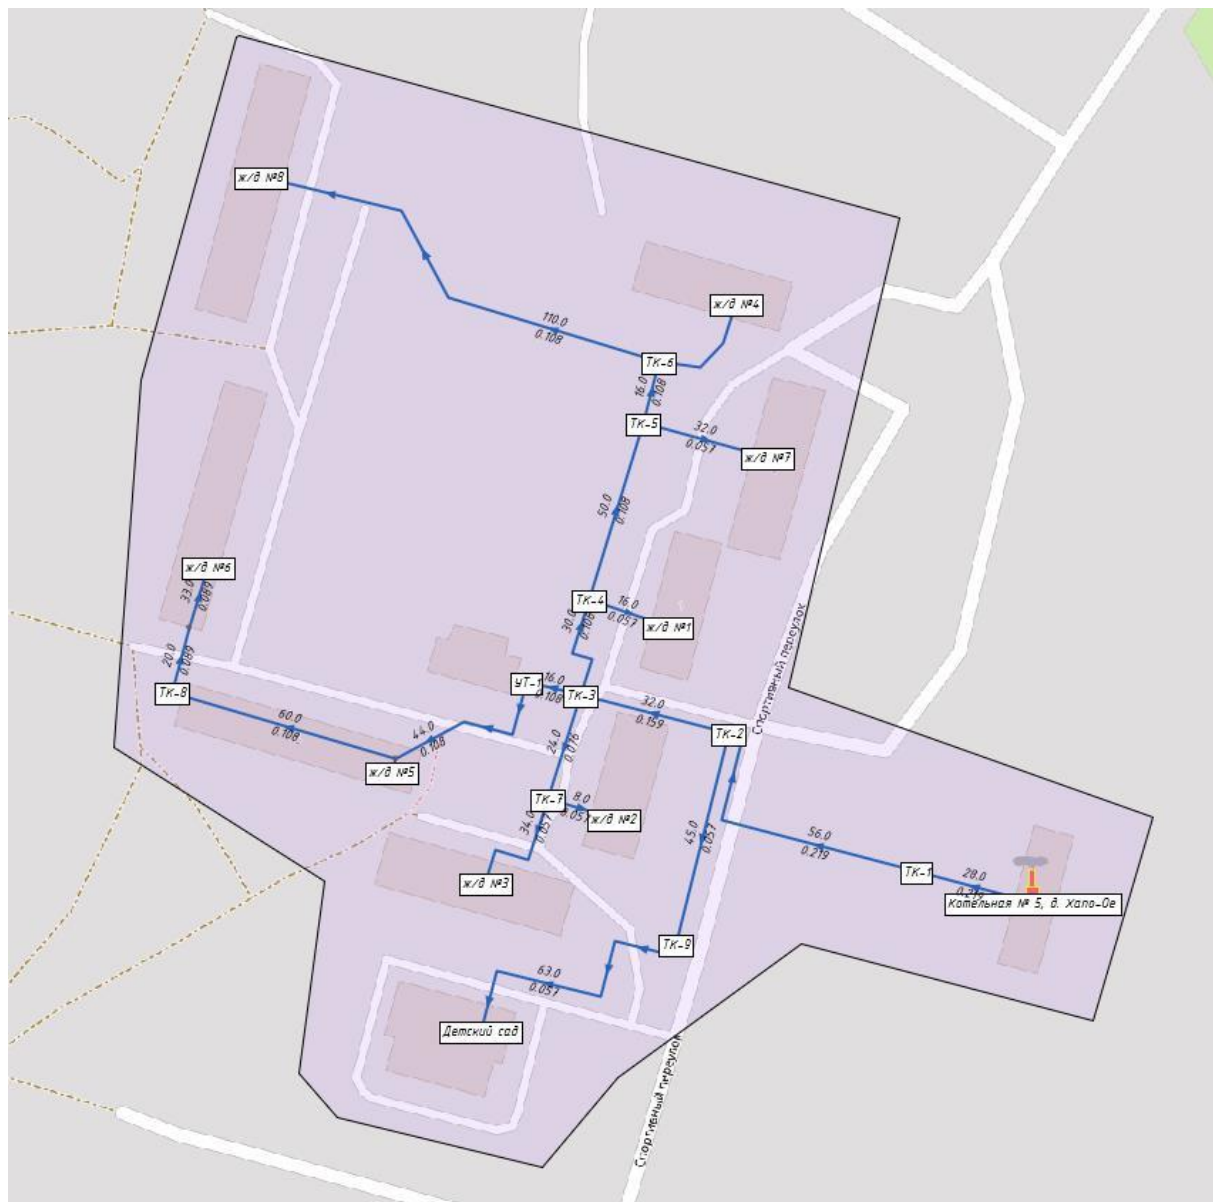 ж/д №8
ж/д №4
110.0
0.108
ТК-6
16.0
0.108
ТК-5
32.0
0.057
ж/д №7
50.0
0.108
ж/д №6
33.0
0.089
ТК-4
16.0
0.057
ж/д №1
30.0
0.108
Спортивный переулок
20.0
0.089
УТ-1
16.0
0.108
ТК-3
32.0
0.159
ТК-8
60.0
0.108
44.0
0.108
24.0
0.076
ТК-2
ж/д №5
ТК-7
8.0
0.057
ж/д №2
34.0
0.057
45.0
0.057
56.0
0.219
ТК-1
28.0
0.219
ж/д №3
Котельная № 5, д. Хапо-Ое
ТК-9
63.0
0.057
Детский сад
Спортивный переулок